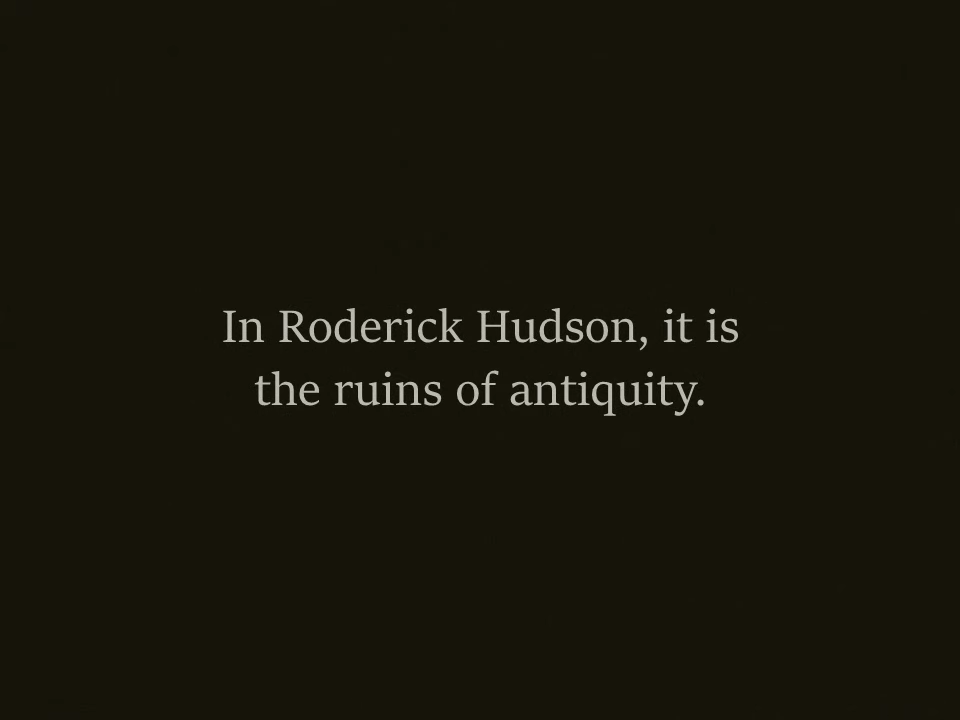 In Roderick Hudson, it is
the ruins of antiquity.